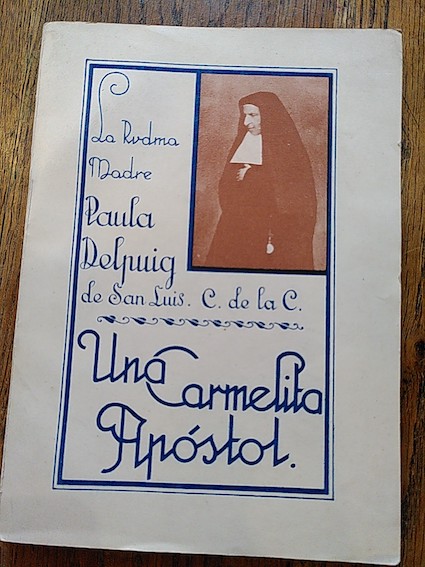 La Rvdma
Madre
Paula
Delpuig
de San Luis. C. de la C.
Una Carmelita
Apóstol.